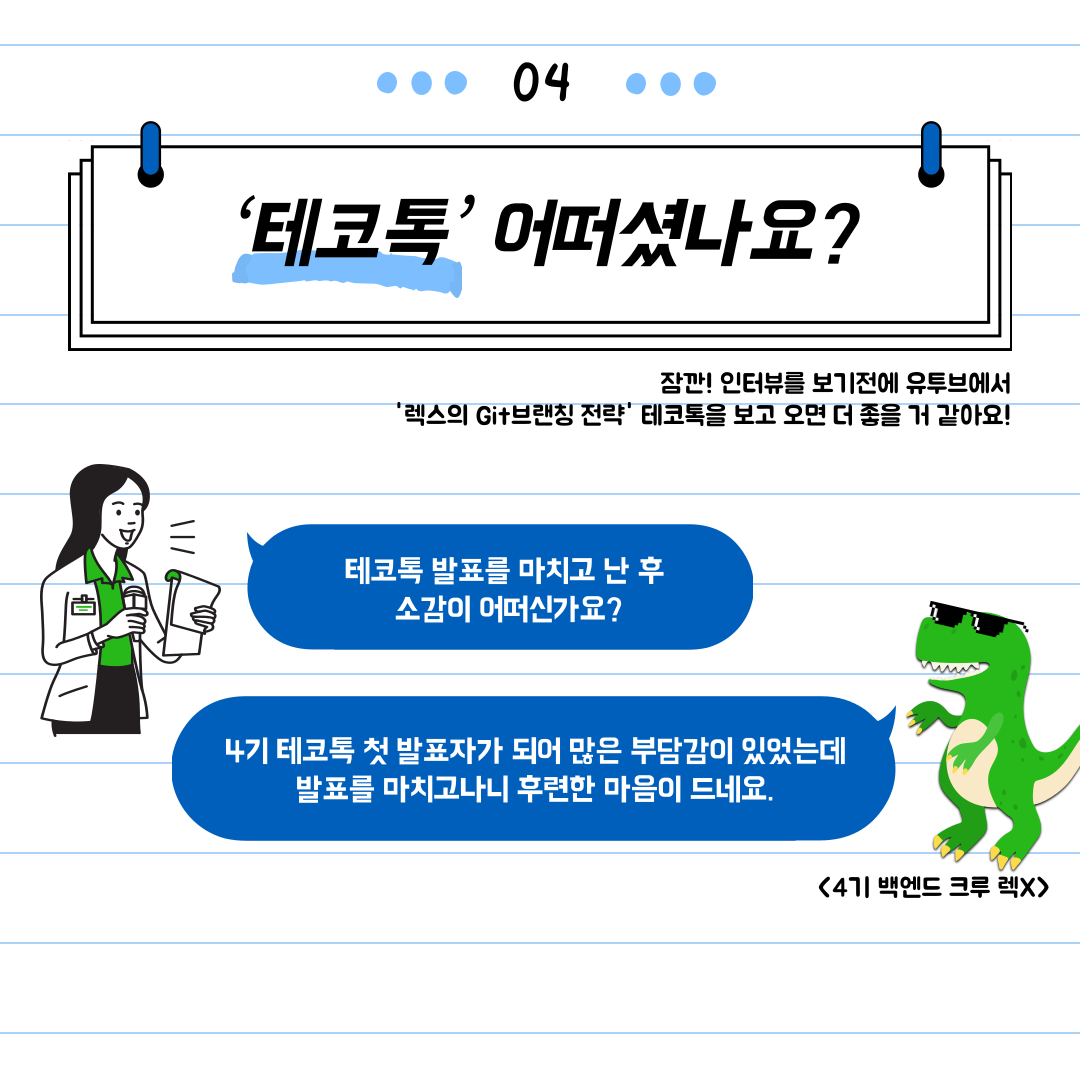 04
‘테코톡’ 어떠셨나요?
잠깐! 인터뷰를 보기전에 유투브에서
'렉스의 Git브랜칭 전략' 테코톡을 보고 오면 더 좋을 거 같아요!
테코톡 발표를 마치고 난 후
소감이 어떠신가요?
4기 테코톡 첫 발표자가 되어 많은 부담감이 있었는데
발표를 마치고나니 후련한 마음이 드네요.
<4기 백엔드 크루 렉X>